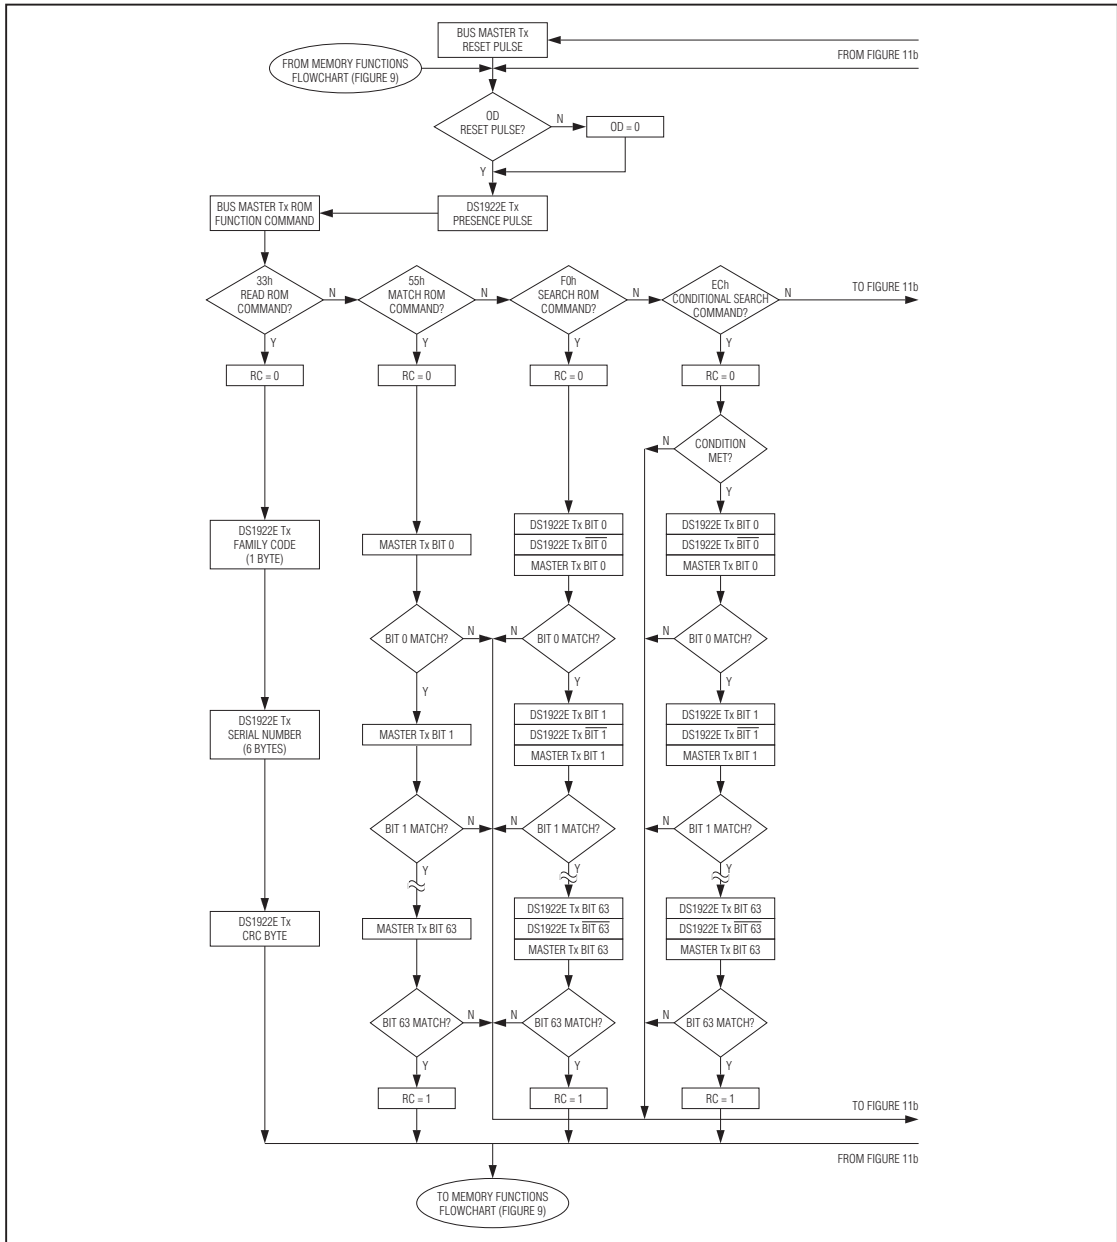 BUS MASTER Tx
RESET PULSE
FROM FIGURE 11b
FROM MEMORY FUNCTIONS
FLOWCHART (FIGURE 9)
OD
RESET PULSE?
N
OD = 0
Y
BUS MASTER Tx ROM
FUNCTION COMMAND
DS1922E Tx
PRESENCE PULSE
33h
READ ROM
COMMAND?
N
55h
MATCH ROM
COMMAND?
N
F0h
SEARCH ROM
COMMAND?
N
ECh
CONDITIONAL SEARCH
COMMAND?
N
TO FIGURE 11b
Y
Y
Y
Y
RC = 0
RC = 0
RC = 0
RC = 0
N
CONDITION
MET?
Y
DS1922E Tx
FAMILY CODE
(1 BYTE)
MASTER Tx BIT 0
DS1922E Tx BIT 0
DS1922E Tx BIT 0
MASTER Tx BIT 0
DS1922E Tx BIT 0
DS1922E Tx BIT 0
MASTER Tx BIT 0
BIT 0 MATCH?
N
N
BIT 0 MATCH?
N
BIT 0 MATCH?
Y
Y
Y
DS1922E Tx
SERIAL NUMBER
(6 BYTES)
MASTER Tx BIT 1
DS1922E Tx BIT 1
DS1922E Tx BIT 1
MASTER Tx BIT 1
DS1922E Tx BIT 1
DS1922E Tx BIT 1
MASTER Tx BIT 1
BIT 1 MATCH?
N
N
BIT 1 MATCH?
N
BIT 1 MATCH?
Y
Y
Y
DS1922E Tx
CRC BYTE
MASTER Tx BIT 63
DS1922E Tx BIT 63
DS1922E Tx BIT 63
MASTER Tx BIT 63
DS1922E Tx BIT 63
DS1922E Tx BIT 63
MASTER Tx BIT 63
BIT 63 MATCH?
N
N
BIT 63 MATCH?
N
BIT 63 MATCH?
Y
Y
Y
RC = 1
RC = 1
RC = 1
TO FIGURE 11b
FROM FIGURE 11b
TO MEMORY FUNCTIONS
FLOWCHART (FIGURE 9)